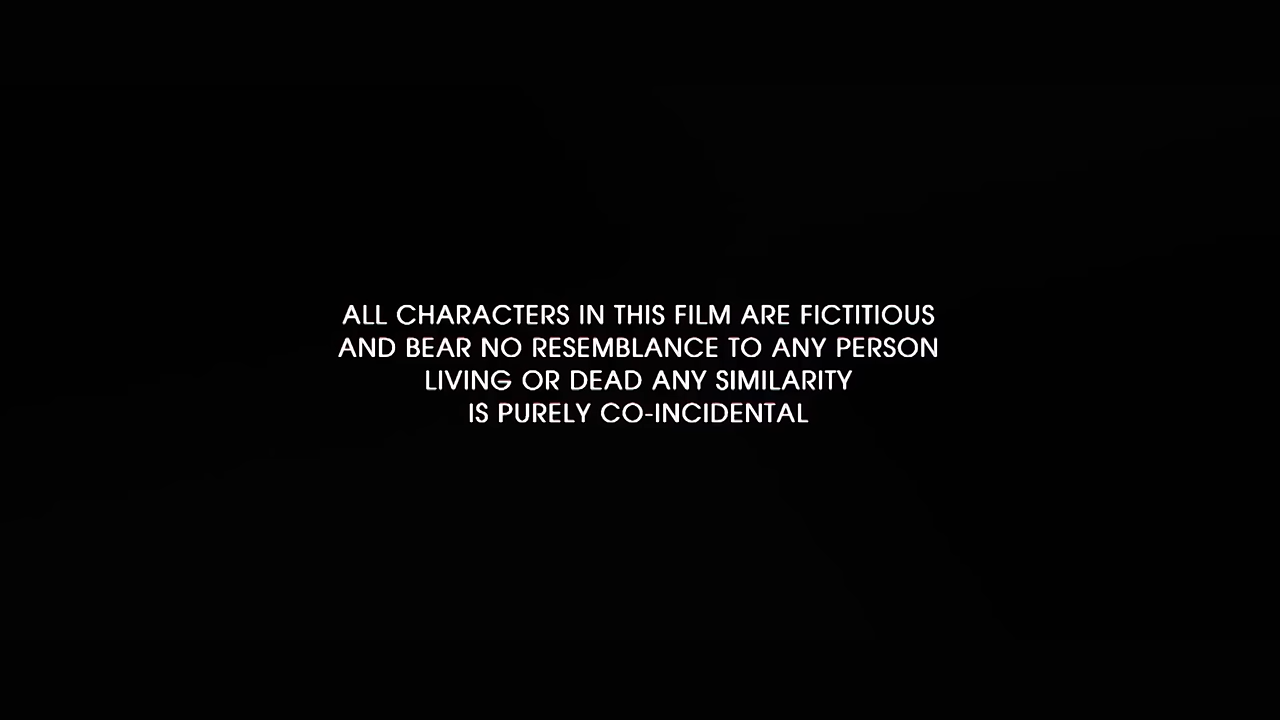 ALL CHARACTERS IN THIS FILM ARE FICTITIOUS
AND BEAR NO RESEMBLANCE TO ANY PERSON
LIVING OR DEAD ANY SIMILARITY
IS PURELY CO-INCIDENTAL